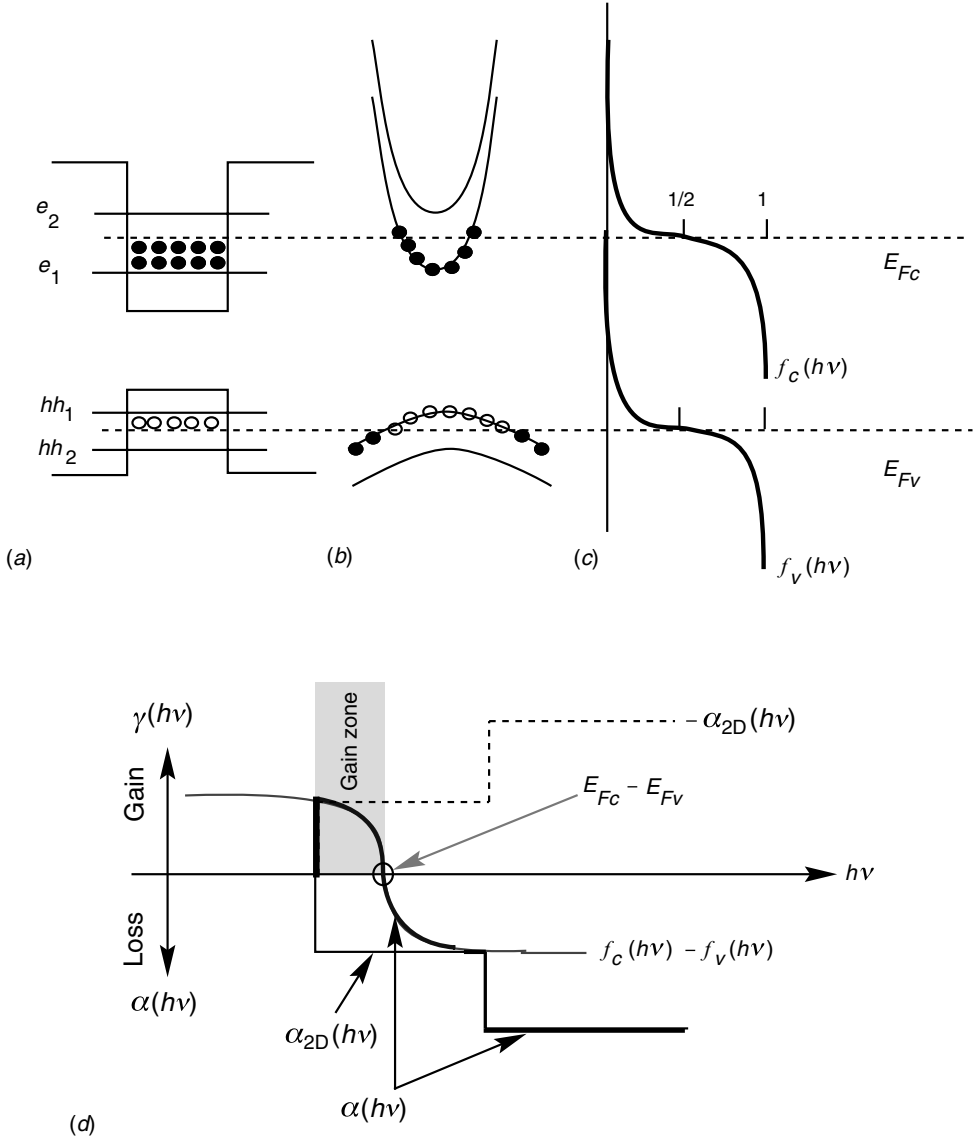 1/2
1
e2
EFc
e1
fc(hν)
hh1
hh2
EFv
(a)
(b)
(c)
fv(hν)
γ(hν)
Gain zone
− α2D(hν)
Gain
EFc − EFv
hν
Loss
fc(hν) − fv(hν)
α(hν)
α2D(hν)
α(hν)
(d)